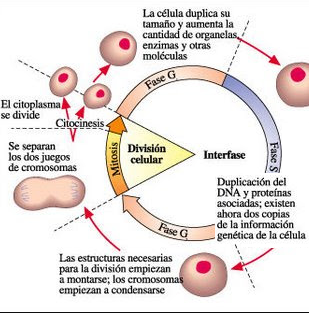 La célula duplica su
tamaño y aumenta la
cantidad de organelas,
enzimas y otras
moléculas
Fase G
El citoplasma
se divide
Citocinesis
Se separan
los dos juegos
de cromosomas
Mitosis
División
celular
Interfase
Fase S
Duplicación del
DNA y proteínas
asociadas; existen
ahora dos copias
de la información
genética de la célula
Fase G
Las estructuras necesarias
para la división empiezan
a montarse; los cromosomas
empiezan a condensarse